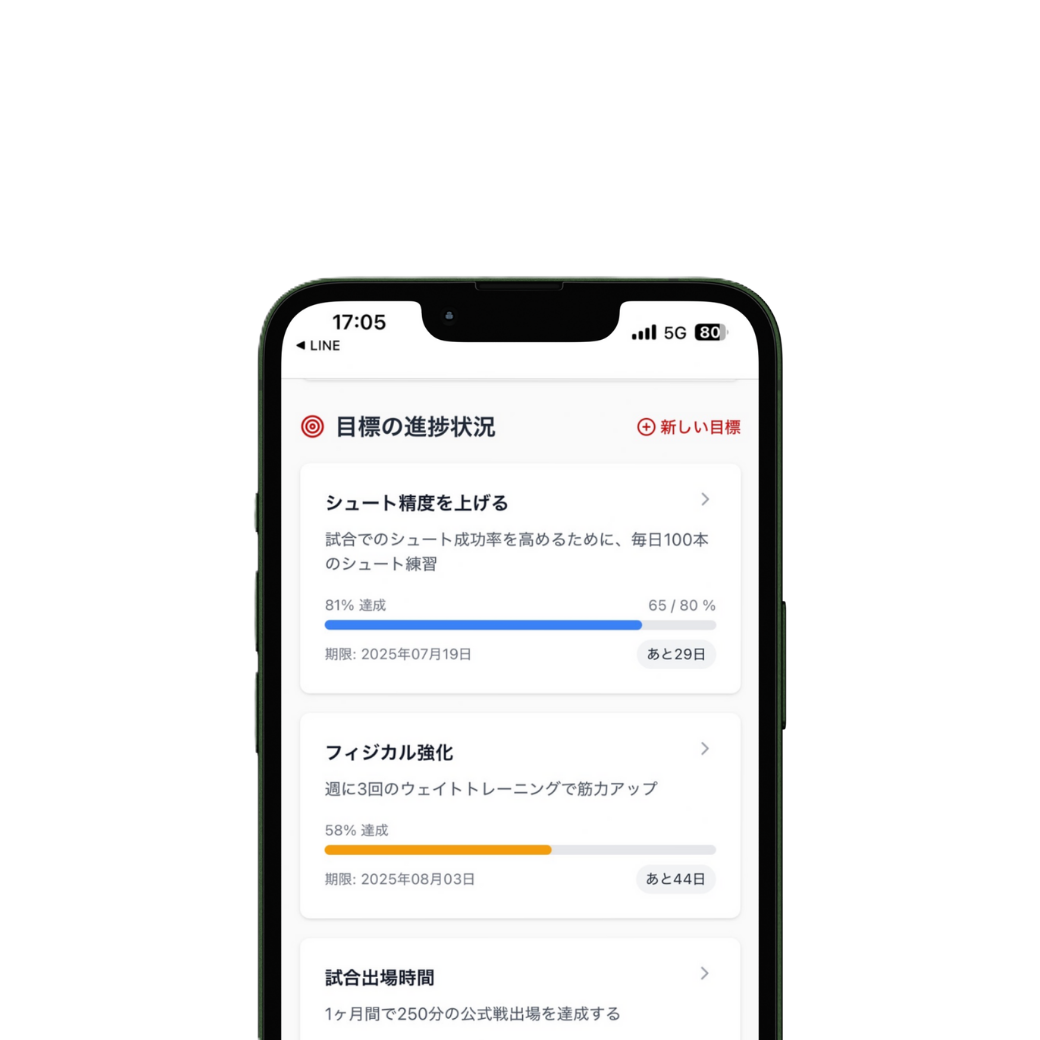 17:05
5G 80
◀ LINE
目標の進捗状況
新しい目標
シュート精度を上げる
試合でのシュート成功率を高めるために、毎日100本
のシュート練習
81% 達成
65 / 80 %
期限: 2025年07月19日
あと29日
フィジカル強化
週に3回のウェイトトレーニングで筋力アップ
58% 達成
期限: 2025年08月03日
あと44日
試合出場時間
1ヶ月間で250分の公式戦出場を達成する